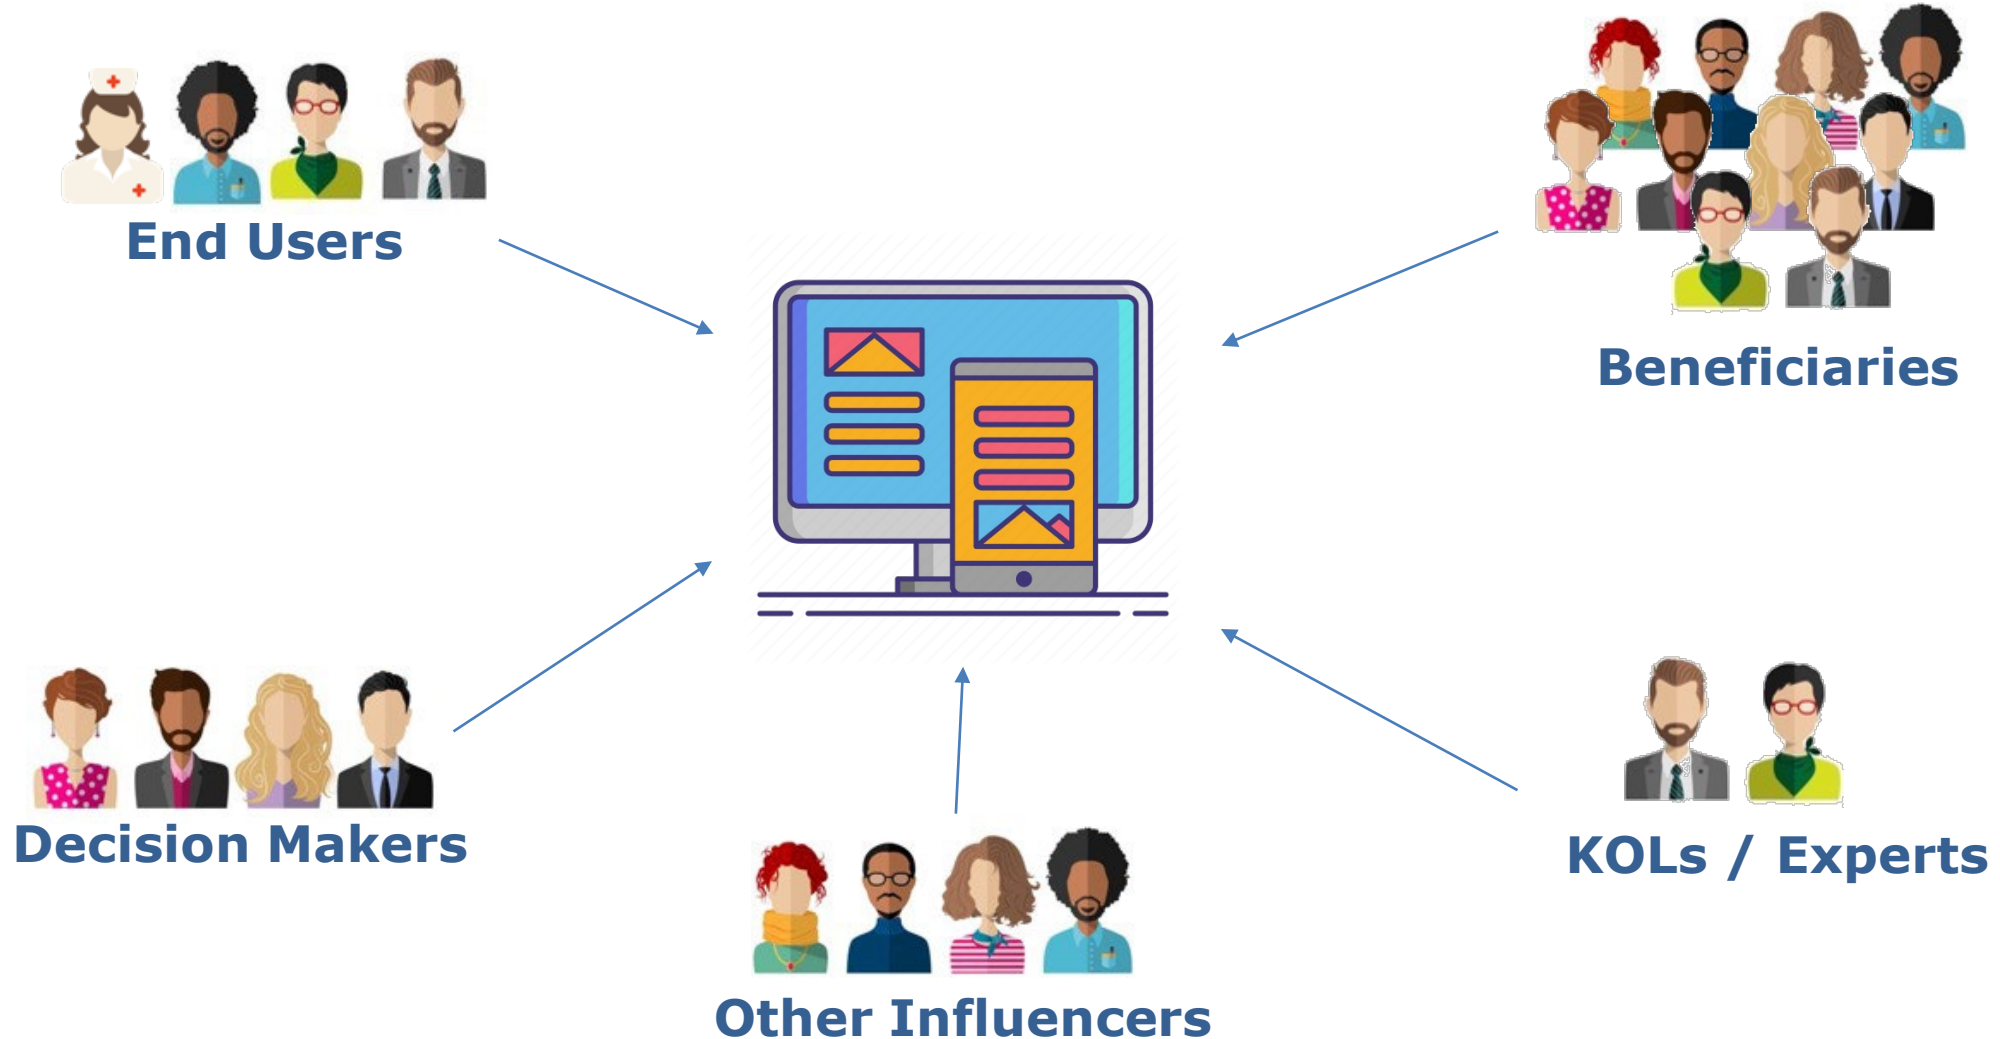 End Users
Beneficiaries
Decision Makers
KOLs / Experts
Other Influencers